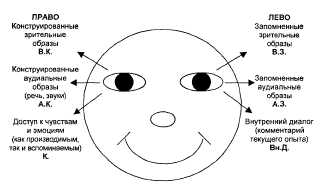 ПРАВО
Конструированные
зрительные
образы
В.К.
Конструированные
аудиальные
образы
(речь, звуки)
А.К.
Доступ к чувствам
и эмоциям
(как производимым,
так и вспоминаемым)
К.
ЛЕВО
Запомненные
зрительные
образы
В.З.
Запомненные
аудиальные
образы
А.З.
Внутренний диалог
(комментарий
текущего опыта)
Вн.Д.